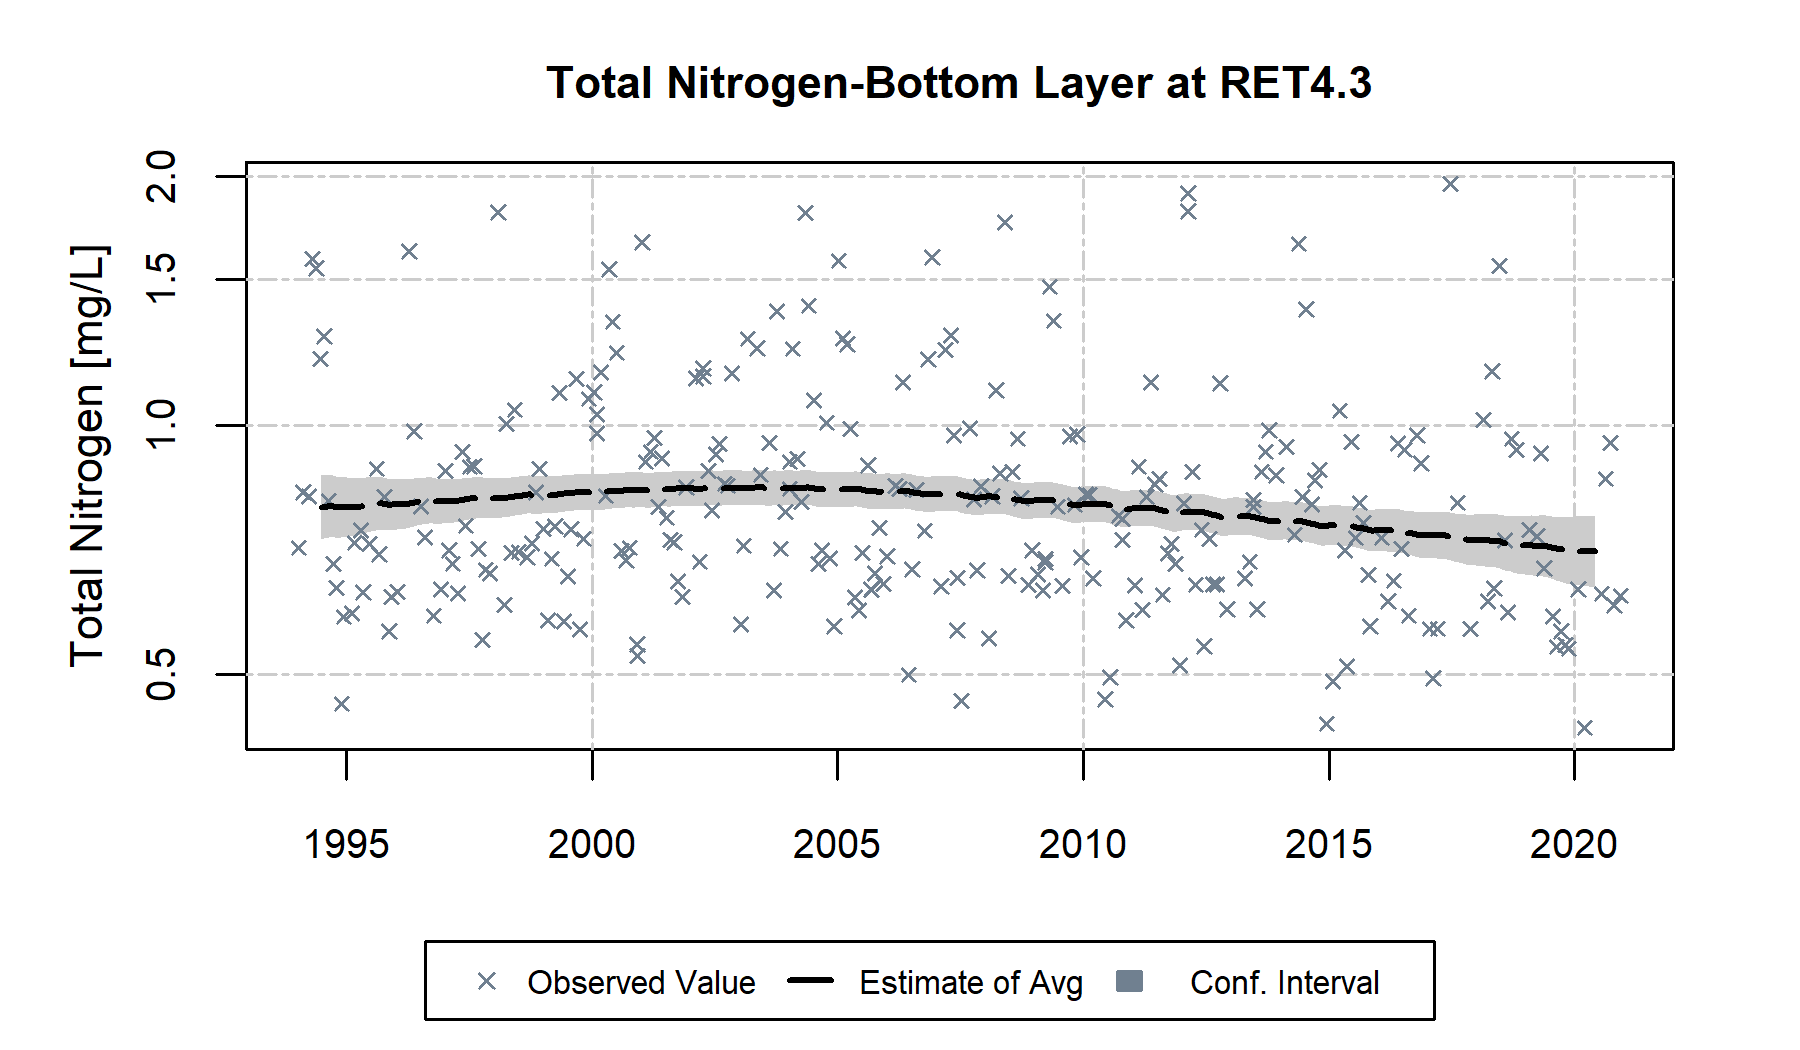 Total Nitrogen-Bottom Layer at RET4.3
Total Nitrogen [mg/L]
2.0
1.5
1.0
0.5
1995 2000 2005 2010 2015 2020
Observed Value Estimate of Avg Conf. Interval